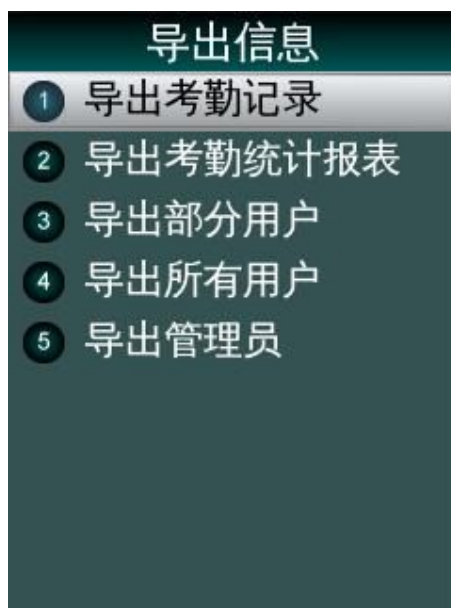 导出信息
1 导出考勤记录
2 导出考勤统计报表
3 导出部分用户
4 导出所有用户
5 导出管理员